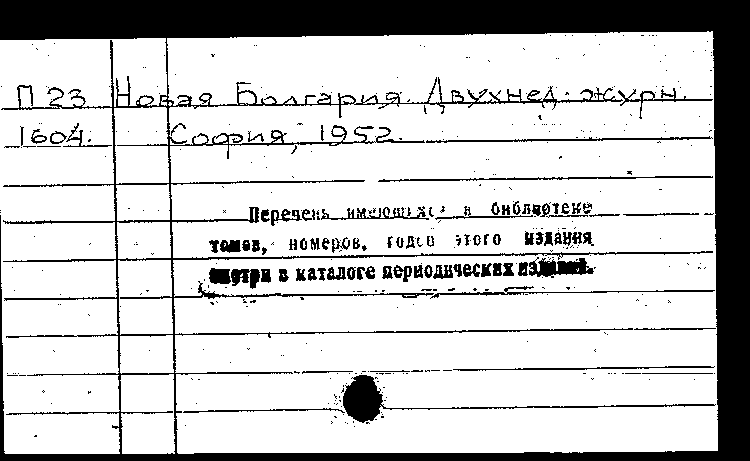 П 23 Новая Болгария. Двухнед. журн.
1604. София, 1952.
Перечень имеющихся в библиотеке
томов, номеров, годов этого издания
смотри в каталоге периодических изданий.